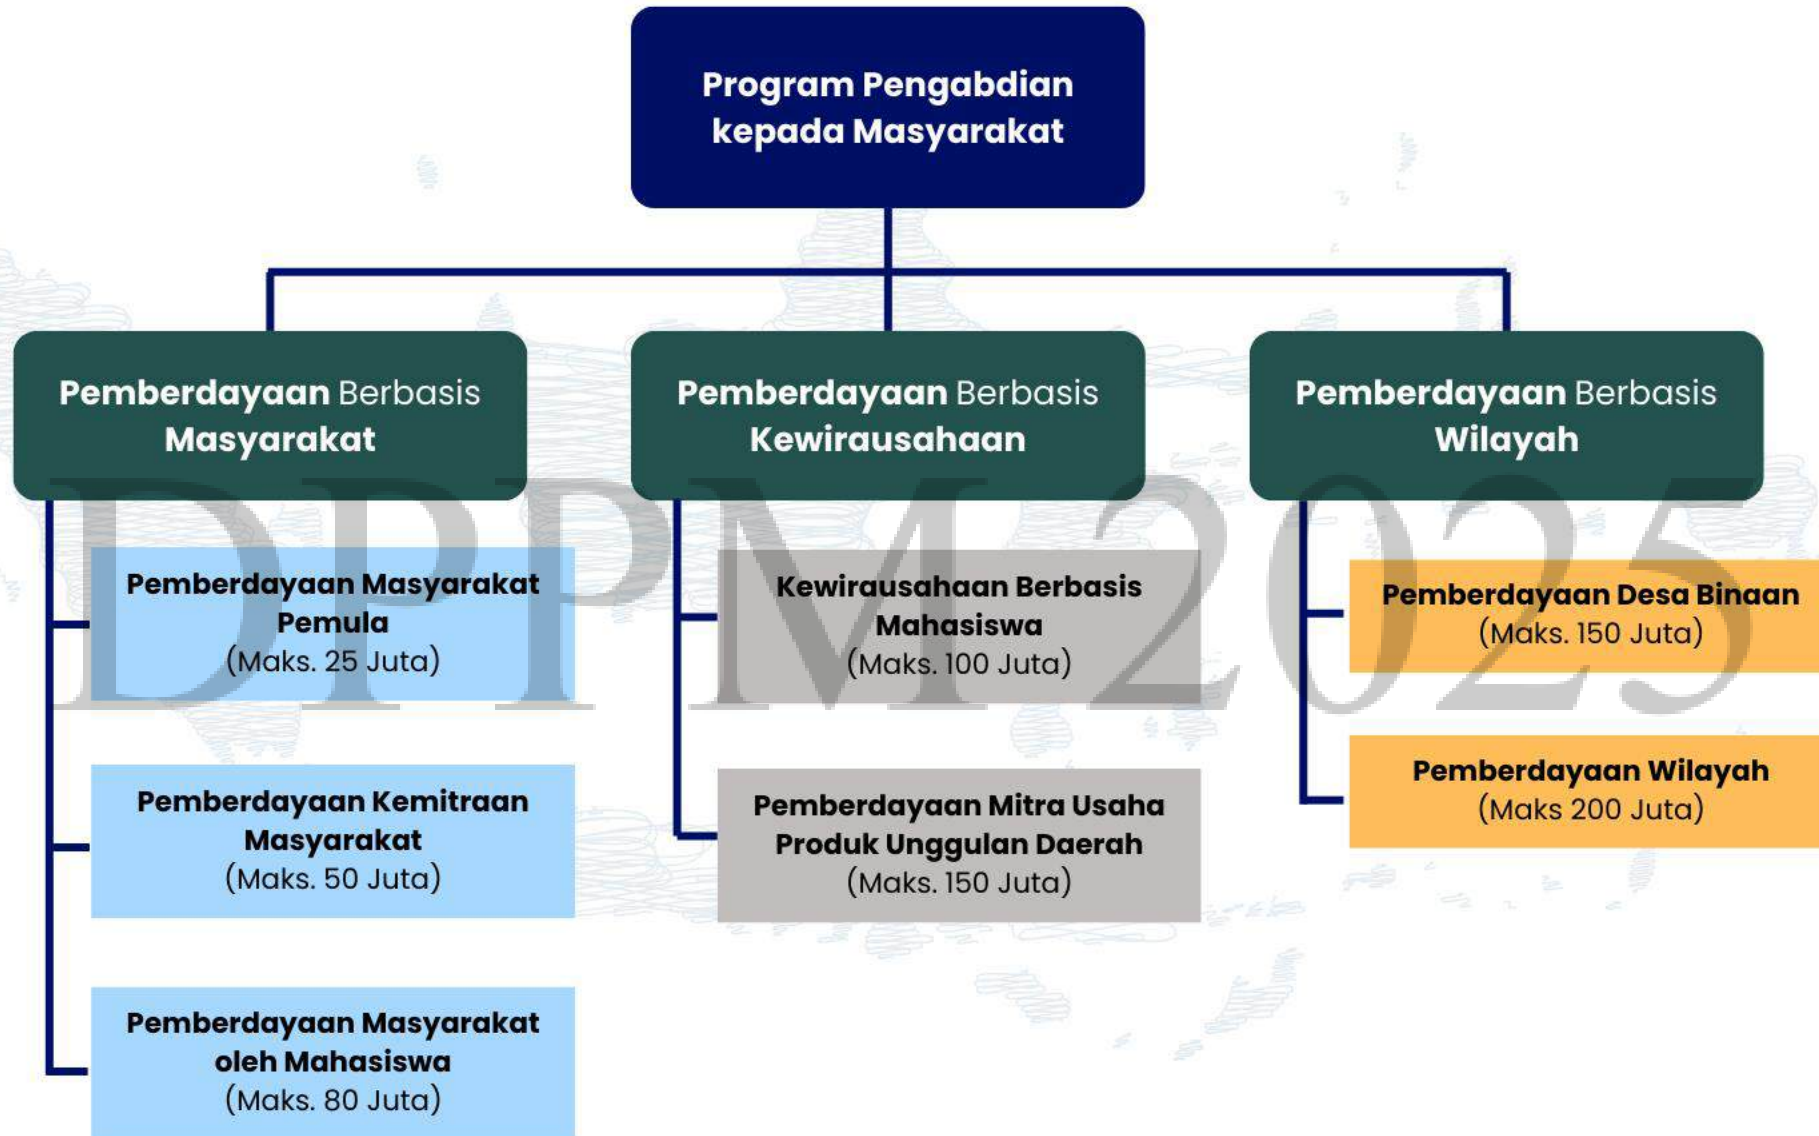 Program Pengabdian
kepada Masyarakat
Pemberdayaan Berbasis
Masyarakat
Pemberdayaan Masyarakat
Pemula
(Maks. 25 Juta)
Pemberdayaan Kemitraan
Masyarakat
(Maks. 50 Juta)
Pemberdayaan Masyarakat
oleh Mahasiswa
(Maks. 80 Juta)
Pemberdayaan Berbasis
Kewirausahaan
Kewirausahaan Berbasis
Mahasiswa
(Maks. 100 Juta)
Pemberdayaan Mitra Usaha
Produk Unggulan Daerah
(Maks. 150 Juta)
Pemberdayaan Berbasis
Wilayah
Pemberdayaan Desa Binaan
(Maks. 150 Juta)
Pemberdayaan Wilayah
(Maks 200 Juta)
DPPM 2025